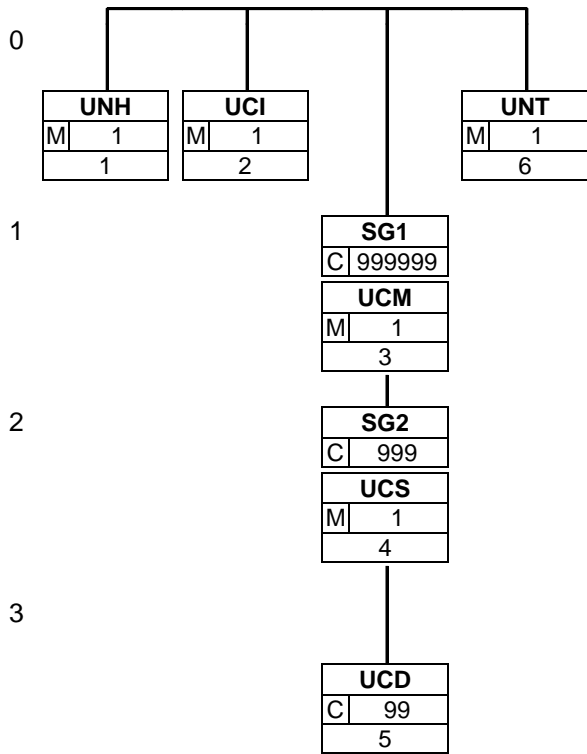 0
UNH UCI UNT
M 1 M 1 M 1
1 2 6
1
SG1
C 999999
UCM
M 1
3
2
SG2
C 999
UCS
M 1
4
3
UCD
C 99
5